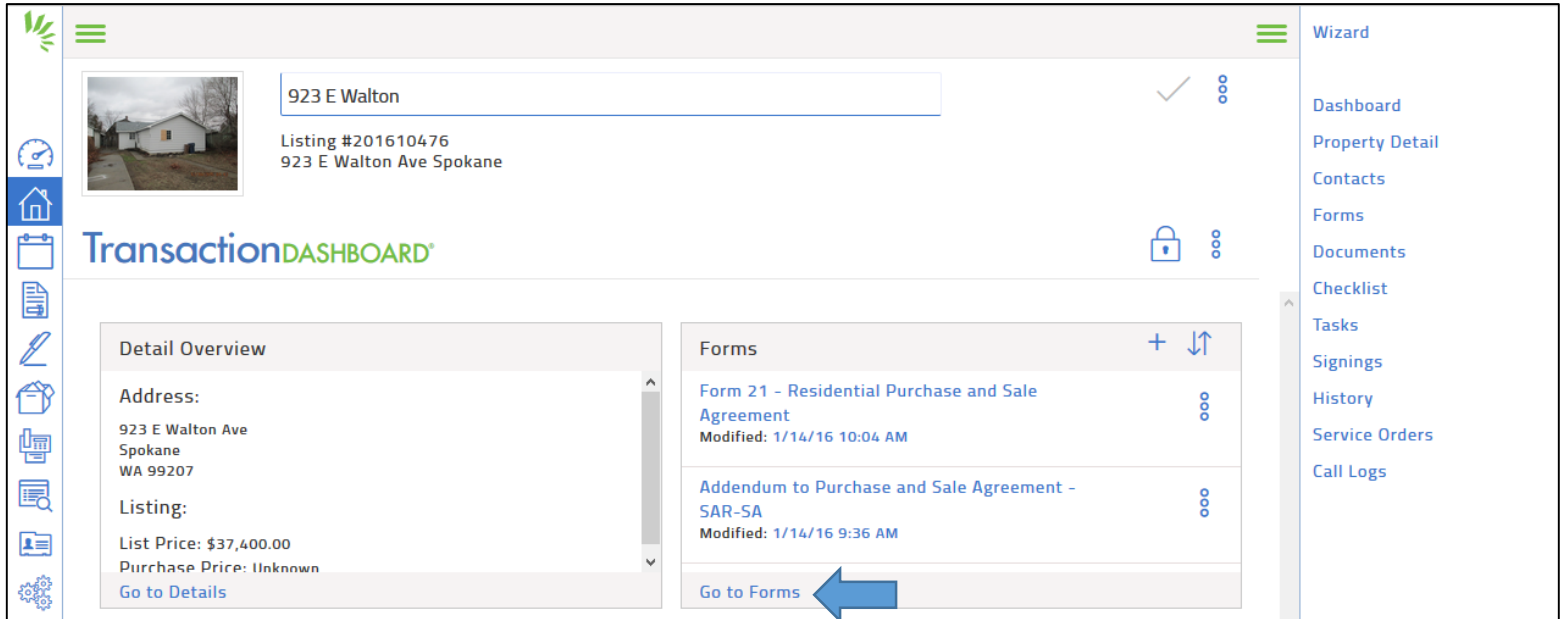 923 E Walton
Listing #201610476
923 E Walton Ave Spokane
TransactionDASHBOARD®
Detail Overview
Address:
923 E Walton Ave
Spokane
WA 99207
Listing:
List Price: $37,400.00
Purchase Price: Unknown
Go to Details
Forms
Form 21 - Residential Purchase and Sale
Agreement
Modified: 1/14/16 10:04 AM
Addendum to Purchase and Sale Agreement -
SAR-SA
Modified: 1/14/16 9:36 AM
Go to Forms
Wizard
Dashboard
Property Detail
Contacts
Forms
Documents
Checklist
Tasks
Signings
History
Service Orders
Call Logs